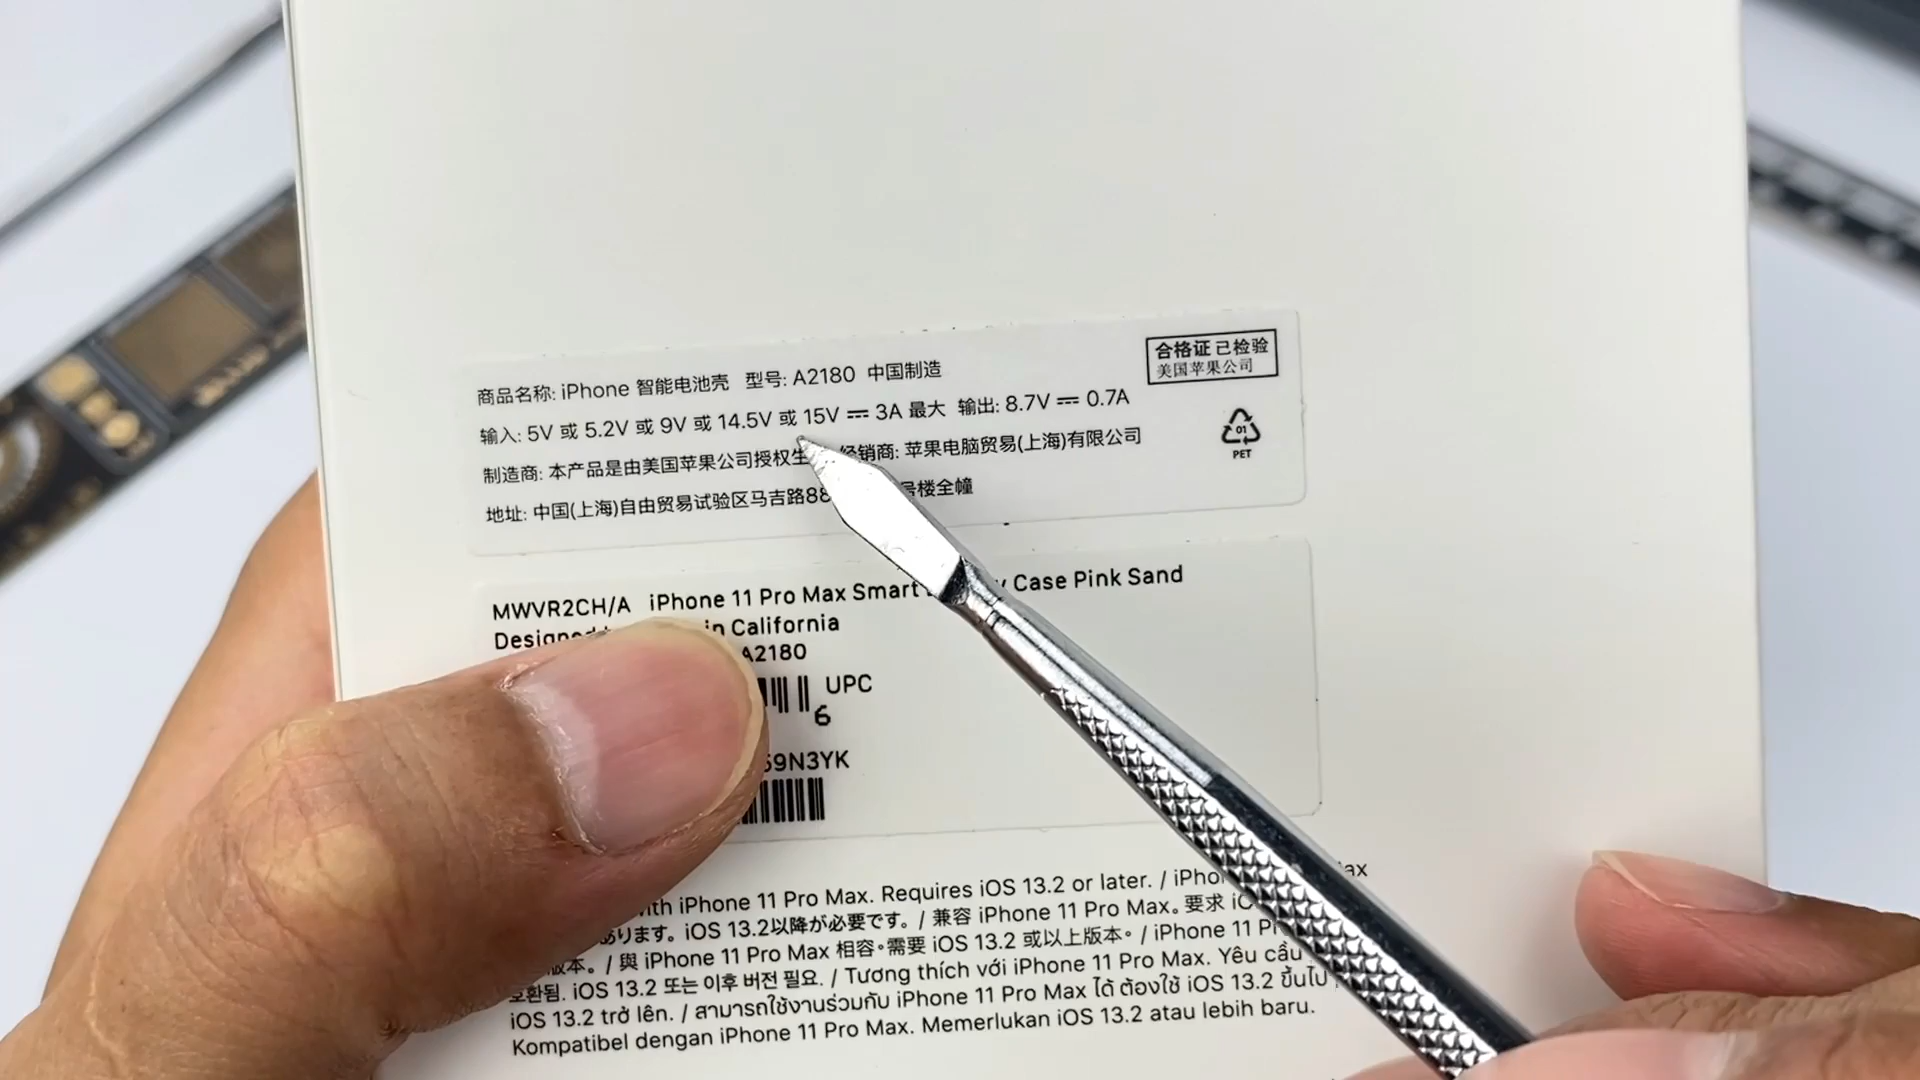 商品名称: iPhone 智能电池壳 型号: A2180 中国制造
合格证 已检验
美国苹果公司
输入: 5V 或 5.2V 或 9V 或 14.5V 或 15V ⎓ 3A 最大 输出: 8.7V ⎓ 0.7A
制造商: 本产品是由美国苹果公司授权生 经销商: 苹果电脑贸易(上海)有限公司
地址: 中国(上海)自由贸易试验区马吉路88 号楼全幢
01
PET
MWVR2CH/A iPhone 11 Pro Max Smart Case Pink Sand
Designed in California
A2180
UPC
6
59N3YK
with iPhone 11 Pro Max. Requires iOS 13.2 or later. /
あります。iOS 13.2以降が必要です。 / 兼容 iPhone 11 Pro Max。要求
版本。 / 與 iPhone 11 Pro Max 相容。需要 iOS 13.2 或以上版本。 / iPhone 11
호환됨. iOS 13.2 또는 이후 버전 필요. / Tương thích với iPhone 11 Pro Max. Yêu cầu
iOS 13.2 trở lên. / สามารถใช้งานร่วมกับ iPhone 11 Pro Max ได้ ต้องใช้ iOS 13.2 ขึ้นไป
Kompatibel dengan iPhone 11 Pro Max. Memerlukan iOS 13.2 atau lebih baru.